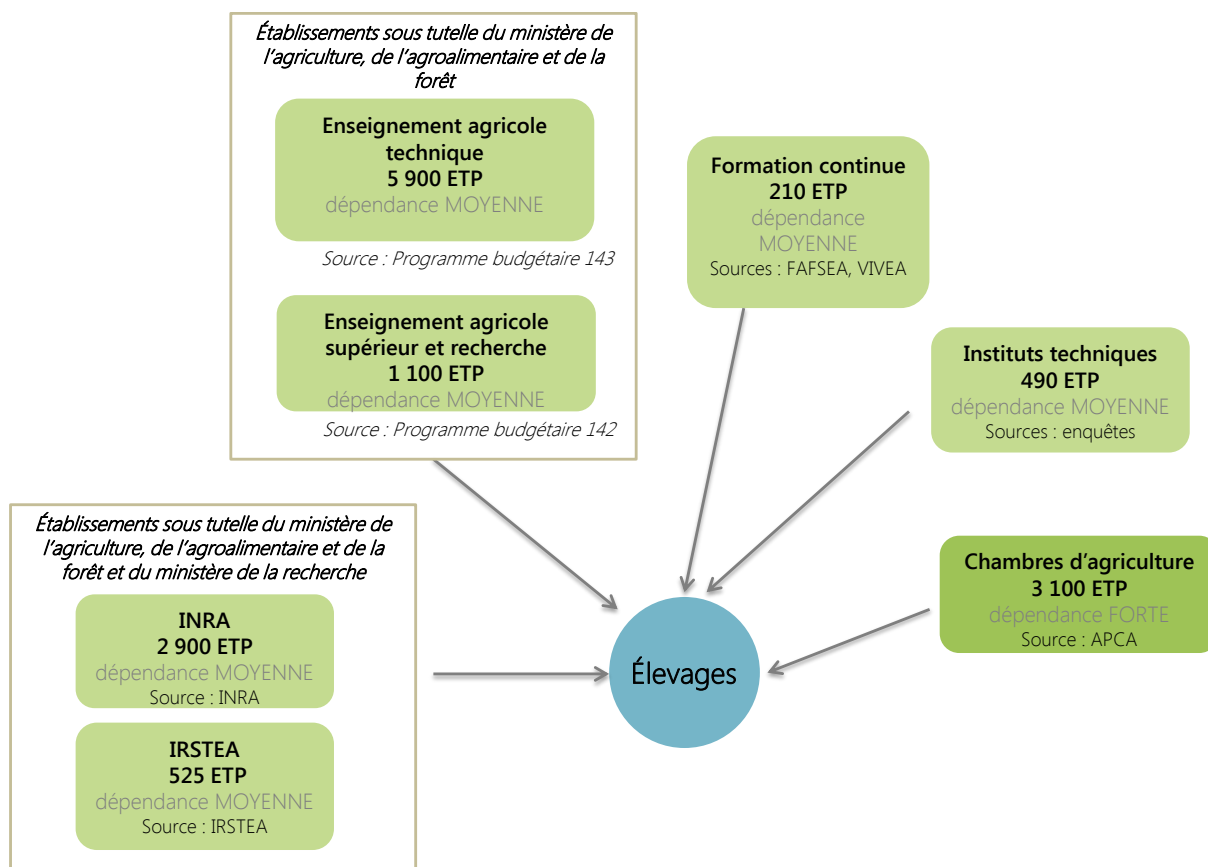 Établissements sous tutelle du ministère de
l'agriculture, de l'agroalimentaire et de la
forêt
Enseignement agricole
technique
5 900 ETP
dépendance MOYENNE
Source : Programme budgétaire 143
Enseignement agricole
supérieur et recherche
1 100 ETP
dépendance MOYENNE
Source : Programme budgétaire 142
Formation continue
210 ETP
dépendance
MOYENNE
Sources : FAFSEA, VIVEA
Instituts techniques
490 ETP
dépendance MOYENNE
Sources : enquêtes
Chambres d'agriculture
3 100 ETP
dépendance FORTE
Source : APCA
Établissements sous tutelle du ministère de
l'agriculture, de l'agroalimentaire et de la
forêt et du ministère de la recherche
INRA
2 900 ETP
dépendance MOYENNE
Source : INRA
IRSTEA
525 ETP
dépendance MOYENNE
Source : IRSTEA
Élevages